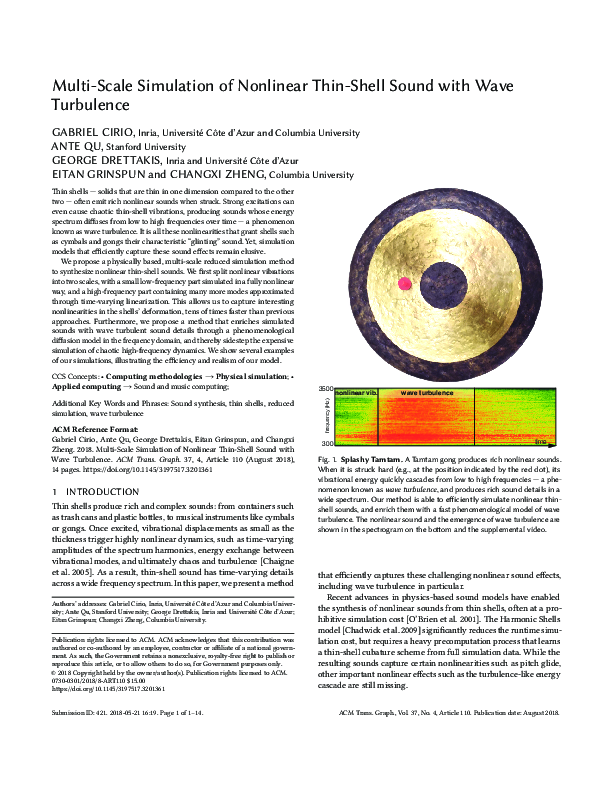 Multi-Scale Simulation of Nonlinear Thin-Shell Sound with Wave
Turbulence
GABRIEL CIRIO, Inria, Université Côte d'Azur and Columbia University
ANTE QU, Stanford University
GEORGE DRETTAKIS, Inria and Université Côte d'Azur
EITAN GRINSPUN and CHANGXI ZHENG, Columbia University
Thin shells — solids that are thin in one dimension compared to the other
two — often emit rich nonlinear sounds when struck. Strong excitations can
even cause chaotic thin-shell vibrations, producing sounds whose energy
spectrum diffuses from low to high frequencies over time — a phenomenon
known as wave turbulence. It is all these nonlinearities that grant shells such
as cymbals and gongs their characteristic "glinting" sound. Yet, simulation
models that efficiently capture these sound effects remain elusive.
We propose a physically based, multi-scale reduced simulation method
to synthesize nonlinear thin-shell sounds. We first split nonlinear vibrations
into two scales, with a small low-frequency part simulated in a fully nonlinear
way, and a high-frequency part containing many more modes approximated
through time-varying linearization. This allows us to capture interesting
nonlinearities in the shells' deformation, tens of times faster than previous
approaches. Furthermore, we propose a method that enriches simulated
sounds with wave turbulent sound details through a phenomenological
diffusion model in the frequency domain, and thereby sidestep the expensive
simulation of chaotic high-frequency dynamics. We show several examples
of our simulations, illustrating the efficiency and realism of our model.
CCS Concepts: • Computing methodologies → Physical simulation; •
Applied computing → Sound and music computing;
Additional Key Words and Phrases: Sound synthesis, thin shells, reduced
simulation, wave turbulence
ACM Reference Format:
Gabriel Cirio, Ante Qu, George Drettakis, Eitan Grinspun, and Changxi
Zheng. 2018. Multi-Scale Simulation of Nonlinear Thin-Shell Sound with
Wave Turbulence. ACM Trans. Graph. 37, 4, Article 110 (August 2018),
14 pages. https://doi.org/10.1145/3197517.3201361
1 INTRODUCTION
Thin shells produce rich and complex sounds: from containers such
as trash cans and plastic bottles, to musical instruments like cymbals
or gongs. Once excited, vibrational displacements as small as the
thickness trigger highly nonlinear dynamics, such as time-varying
amplitudes of the spectrum harmonics, energy exchange between
vibrational modes, and ultimately chaos and turbulence [Chaigne
et al. 2005]. As a result, thin-shell sound has time-varying details
across a wide frequency spectrum. In this paper, we present a method
Authors' addresses: Gabriel Cirio, Inria, Université Côte d'Azur and Columbia Univer-
sity; Ante Qu, Stanford University; George Drettakis, Inria and Université Côte d'Azur;
Eitan Grinspun; Changxi Zheng, Columbia University.
Publication rights licensed to ACM. ACM acknowledges that this contribution was
authored or co-authored by an employee, contractor or affiliate of a national govern-
ment. As such, the Government retains a nonexclusive, royalty-free right to publish or
reproduce this article, or to allow others to do so, for Government purposes only.
© 2018 Copyright held by the owner/author(s). Publication rights licensed to ACM.
0730-0301/2018/8-ART110 $15.00
https://doi.org/10.1145/3197517.3201361
3500
nonlinear vib.
Wave turbulence
frequency (Hz)
300
time
Fig. 1. Splashy Tamtam. A Tamtam gong produces rich nonlinear sounds.
When it is struck hard (e.g., at the position indicated by the red dot), its
vibrational energy quickly cascades from low to high frequencies — a phe-
nomenon known as wave turbulence, and produces rich sound details in a
wide spectrum. Our method is able to efficiently simulate nonlinear thin-
shell sounds, and enrich them with a fast phenomenological model of wave
turbulence. The nonlinear sound and the emergence of wave turbulence are
shown in the spectrogram on the bottom and the supplemental video.
that efficiently captures these challenging nonlinear sound effects,
including wave turbulence in particular.
Recent advances in physics-based sound models have enabled
the synthesis of nonlinear sounds from thin shells, often at a pro-
hibitive simulation cost [O'Brien et al. 2001]. The Harmonic Shells
model [Chadwick et al. 2009] significantly reduces the runtime simu-
lation cost, but requires a heavy precomputation process that learns
a thin-shell cubature scheme from full simulation data. While the
resulting sounds capture certain nonlinearities such as pitch glide,
other important nonlinear effects such as the turbulence-like energy
cascade are still missing.
Submission ID: 421. 2018-05-21 16:19. Page 1 of 1–14.
ACM Trans. Graph., Vol. 37, No. 4, Article 110. Publication date: August 2018.